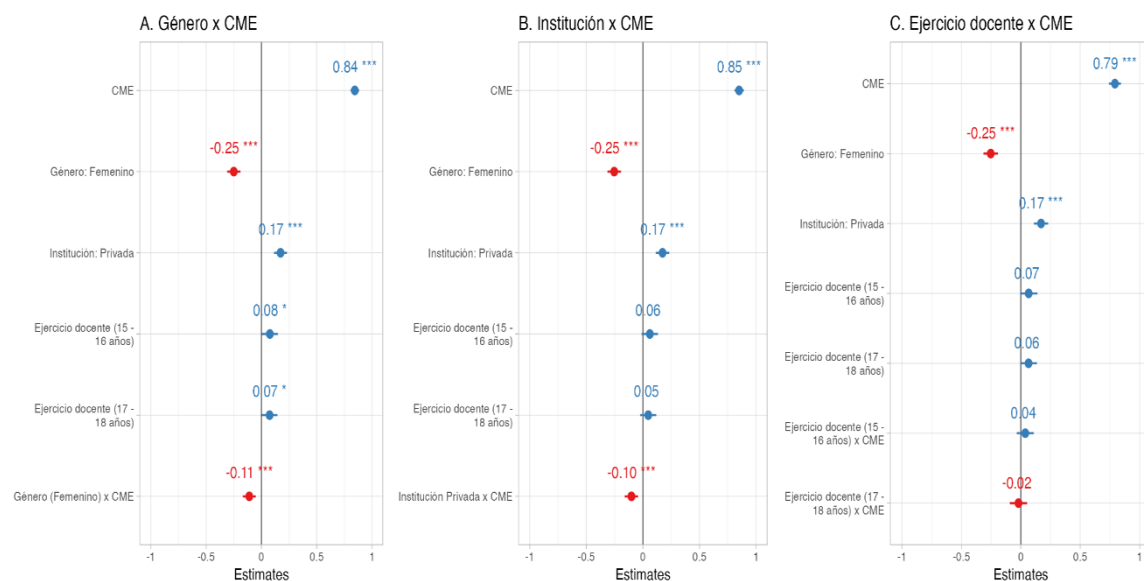 A. Género x CME
CME
0.84 ***
Género: Femenino
-0.25 ***
Institución: Privada
0.17 ***
Ejercicio docente (15 -
16 años)
0.08 *
Ejercicio docente (17 -
18 años)
0.07 *
Género (Femenino) x CME
-0.11 ***
-1
-0.5
0
0.5
1
Estimates
B. Institución x CME
CME
0.85 ***
Género: Femenino
-0.25 ***
Institución: Privada
0.17 ***
Ejercicio docente (15 -
16 años)
0.06
Ejercicio docente (17 -
18 años)
0.05
Institución Privada x CME
-0.10 ***
-1
-0.5
0
0.5
1
Estimates
C. Ejercicio docente x CME
CME
0.79 ***
Género: Femenino
-0.25 ***
Institución: Privada
0.17 ***
Ejercicio docente (15 -
16 años)
0.07
Ejercicio docente (17 -
18 años)
0.06
Ejercicio docente (15 -
16 años) x CME
0.04
Ejercicio docente (17 -
18 años) x CME
-0.02
-1
-0.5
0
0.5
1
Estimates